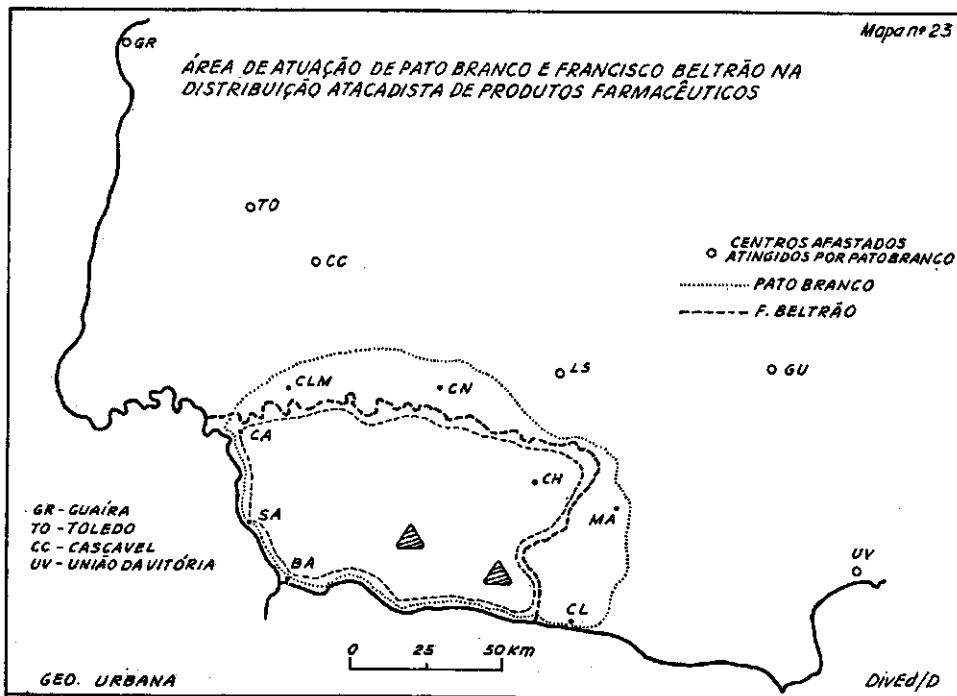 Mapa nº 23
GR
ÁREA DE ATUAÇÃO DE PATO BRANCO E FRANCISCO BELTRÃO NA
DISTRIBUIÇÃO ATACADISTA DE PRODUTOS FARMACÊUTICOS
TO
CC
CENTROS AFASTADOS
ATINGIDOS POR PATO BRANCO
PATO BRANCO
F. BELTRÃO
LS
GU
CLM
CN
CA
CH
MA
SA
BA
CL
UV
GR - GUAÍRA
TO - TOLEDO
CC - CASCAVEL
UV - UNIÃO DA VITÓRIA
0 25 50 Km
GEO. URBANA
DivEd/D